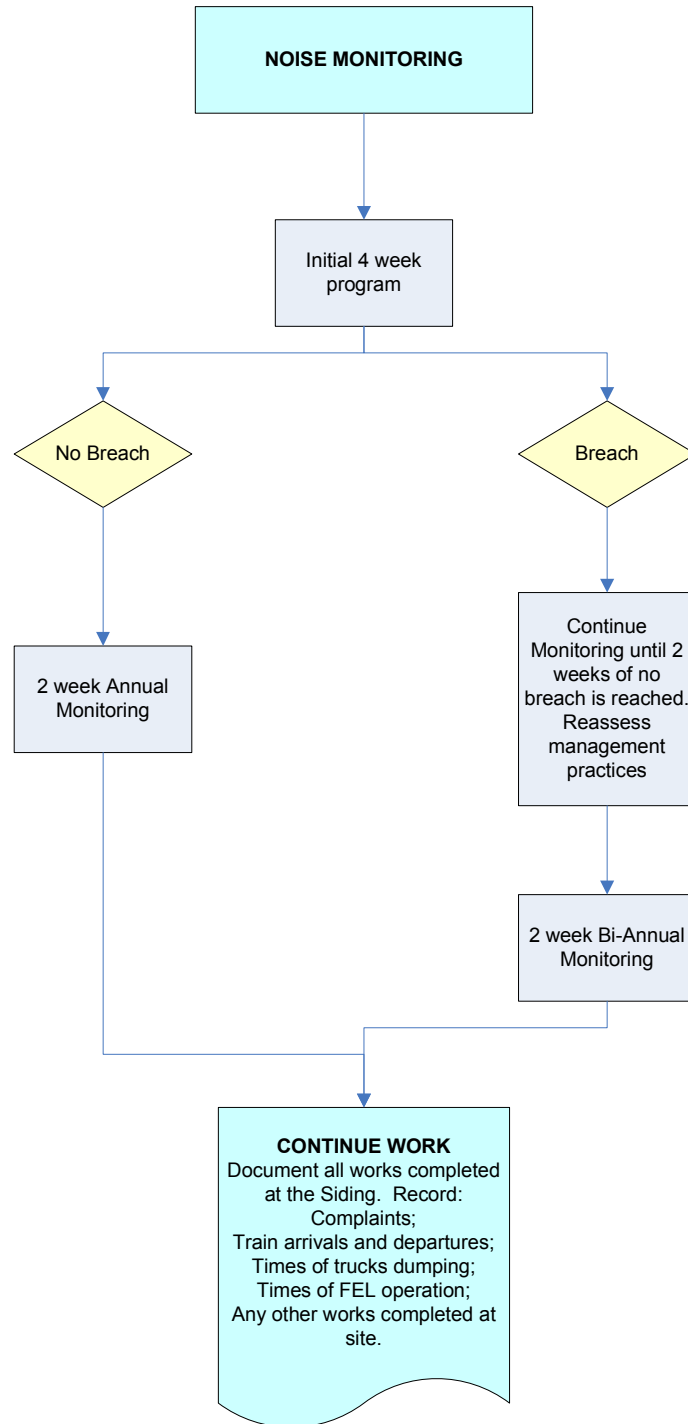 NOISE MONITORING
Initial 4 week
program
No Breach
Breach
2 week Annual
Monitoring
Continue
Monitoring until 2
weeks of no
breach is reached.
Reassess
management
practices
2 week Bi-Annual
Monitoring
CONTINUE WORK
Document all works completed
at the Siding.  Record:
Complaints;
Train arrivals and departures;
Times of trucks dumping;
Times of FEL operation;
Any other works completed at
site.